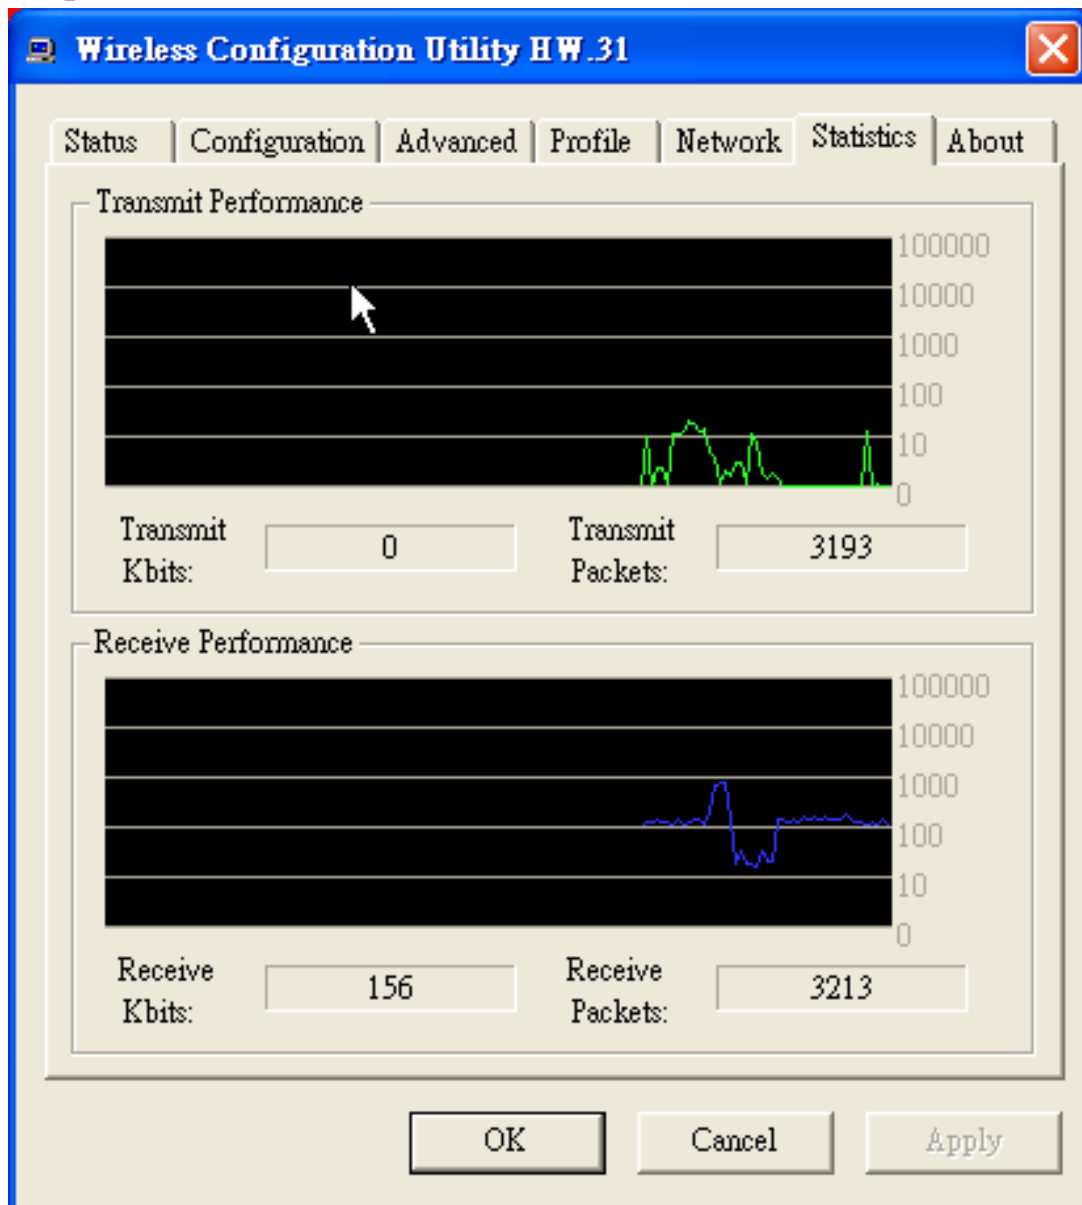 Wireless Configuration Utility HW.31
Status Configuration Advanced Profile Network Statistics About
Transmit Performance
100000
10000
1000
100
10
0
Transmit Kbits:
0
Transmit Packets:
3193
Receive Performance
100000
10000
1000
100
10
0
Receive Kbits:
156
Receive Packets:
3213
OK Cancel Apply